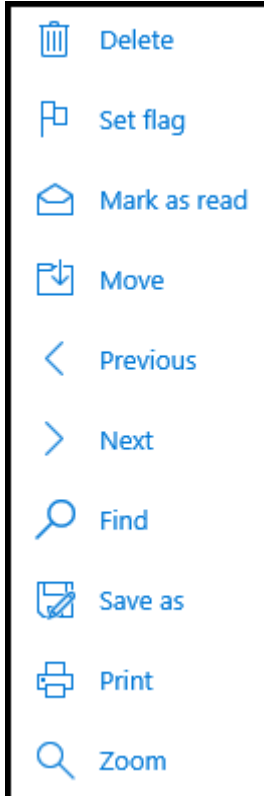 Delete
Set flag
Mark as read
Move
Previous
Next
Find
Save as
Print
Zoom